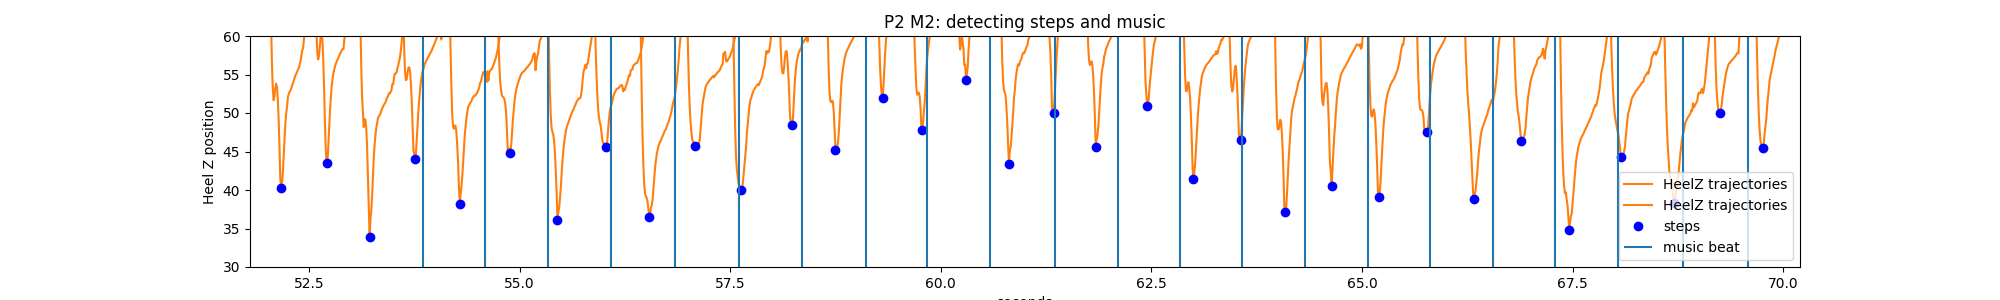 P2 M2: detecting steps and music
Heel Z position
60
55
50
45
40
35
30
52.5
55.0
57.5
60.0
62.5
65.0
67.5
70.0
seconds
HeelZ trajectories
HeelZ trajectories
steps
music beat